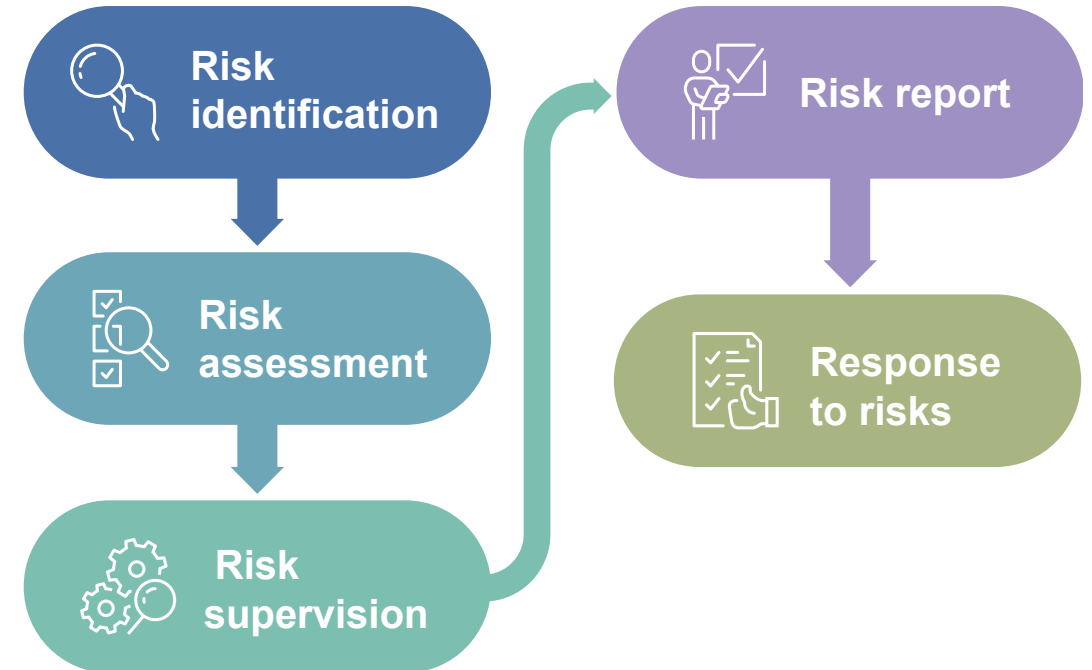 Risk
identification
Risk
assessment
Risk
supervision
Risk report
Response
to risks